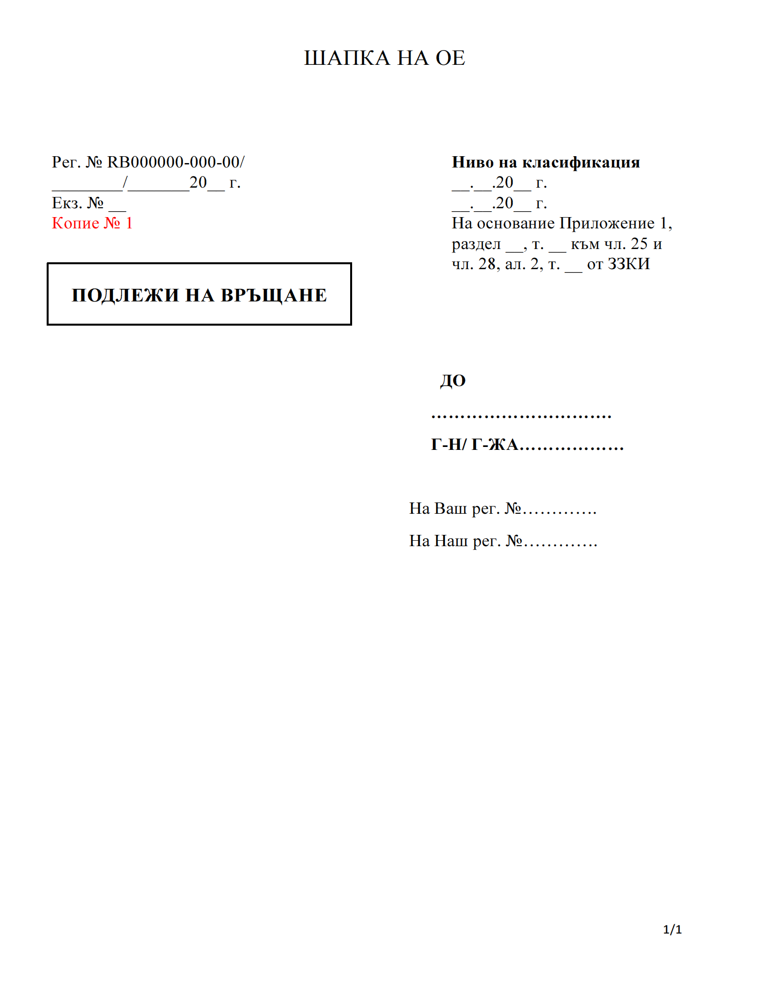 ШАПКА НА ОЕ
Рег. № RB000000-000-00/
________/_______20__ г.
Екз. № __
Копие № 1
ПОДЛЕЖИ НА ВРЪЩАНЕ
Ниво на класификация
__.__.20__ г.
__.__.20__ г.
На основание Приложение 1,
раздел __, т. __ към чл. 25 и
чл. 28, ал. 2, т. __ от ЗЗКИ
ДО
………………………….
Г-Н/ Г-ЖА………………
На Ваш рег. №………….
На Наш рег. №………….
1/1